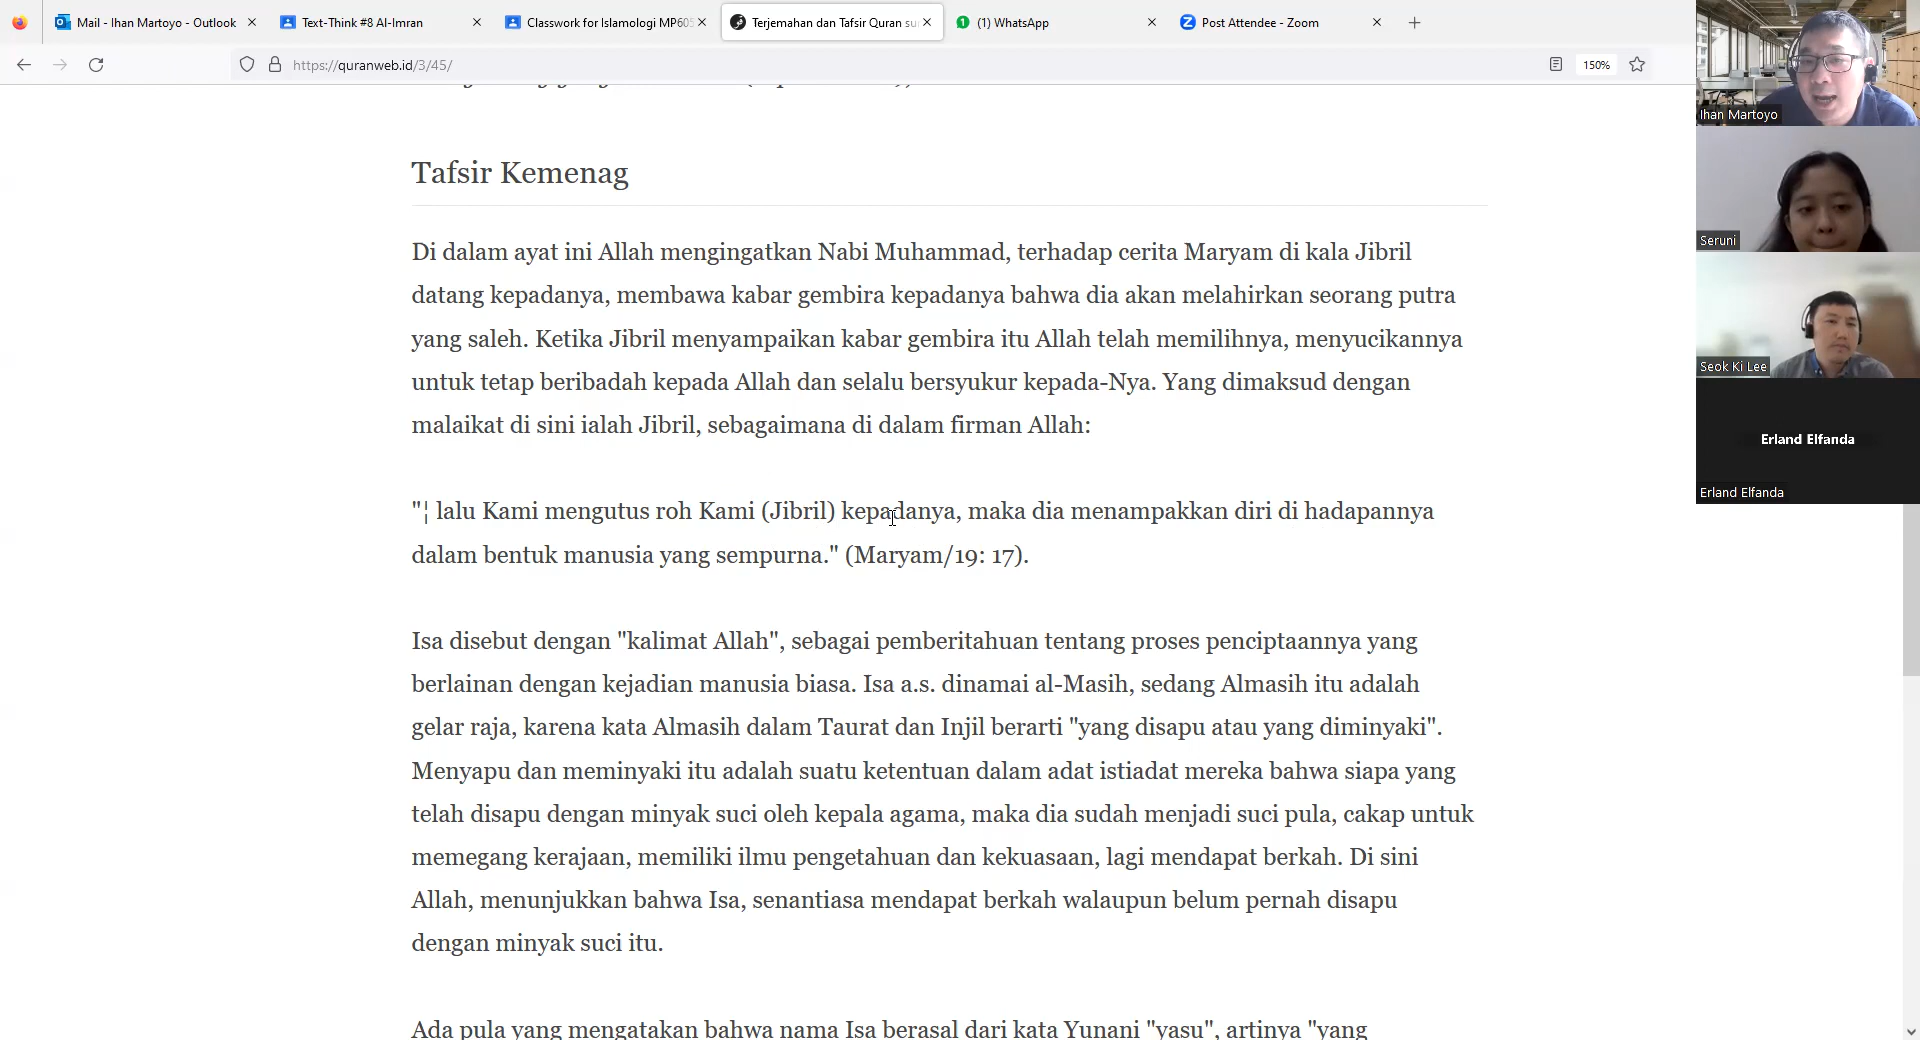 Mail - Ihan Martoyo - Outlook
Text-Think #8 Al-Imran
Classwork for Islamologi MP605
Terjemahan dan Tafsir Quran su
(1) WhatsApp
Post Attendee - Zoom
https://quranweb.id/3/45/
150%
Tafsir Kemenag
Di dalam ayat ini Allah mengingatkan Nabi Muhammad, terhadap cerita Maryam di kala Jibril
datang kepadanya, membawa kabar gembira kepadanya bahwa dia akan melahirkan seorang putra
yang saleh. Ketika Jibril menyampaikan kabar gembira itu Allah telah memilihnya, menyucikannya
untuk tetap beribadah kepada Allah dan selalu bersyukur kepada-Nya. Yang dimaksud dengan
malaikat di sini ialah Jibril, sebagaimana di dalam firman Allah:
"¦ lalu Kami mengutus roh Kami (Jibril) kepadanya, maka dia menampakkan diri di hadapannya
dalam bentuk manusia yang sempurna." (Maryam/19: 17).
Isa disebut dengan "kalimat Allah", sebagai pemberitahuan tentang proses penciptaannya yang
berlainan dengan kejadian manusia biasa. Isa a.s. dinamai al-Masih, sedang Almasih itu adalah
gelar raja, karena kata Almasih dalam Taurat dan Injil berarti "yang disapu atau yang diminyaki".
Menyapu dan meminyaki itu adalah suatu ketentuan dalam adat istiadat mereka bahwa siapa yang
telah disapu dengan minyak suci oleh kepala agama, maka dia sudah menjadi suci pula, cakap untuk
memegang kerajaan, memiliki ilmu pengetahuan dan kekuasaan, lagi mendapat berkah. Di sini
Allah, menunjukkan bahwa Isa, senantiasa mendapat berkah walaupun belum pernah disapu
dengan minyak suci itu.
Ada pula yang mengatakan bahwa nama Isa berasal dari kata Yunani "yasu", artinya "yang
Ihan Martoyo
Seruni
Seok Ki Lee
Erland Elfanda
Erland Elfanda